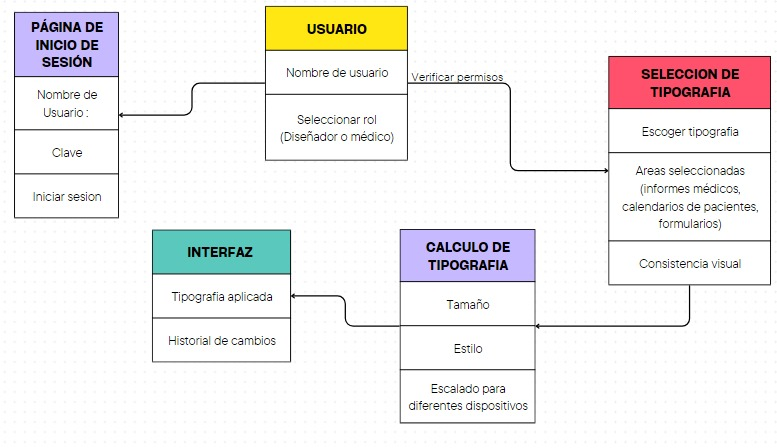 PÁGINA DE
INICIO DE
SESIÓN
Nombre de
Usuario :
Clave
Iniciar sesion
USUARIO
Nombre de usuario
Seleccionar rol
(Diseñador o médico)
Verificar permisos
SELECCION DE
TIPOGRAFIA
Escoger tipografia
Areas seleccionadas
(informes médicos,
calendarios de pacientes,
formularios)
Consistencia visual
INTERFAZ
Tipografia aplicada
Historial de cambios
CALCULO DE
TIPOGRAFIA
Tamaño
Estilo
Escalado para
diferentes dispositivos